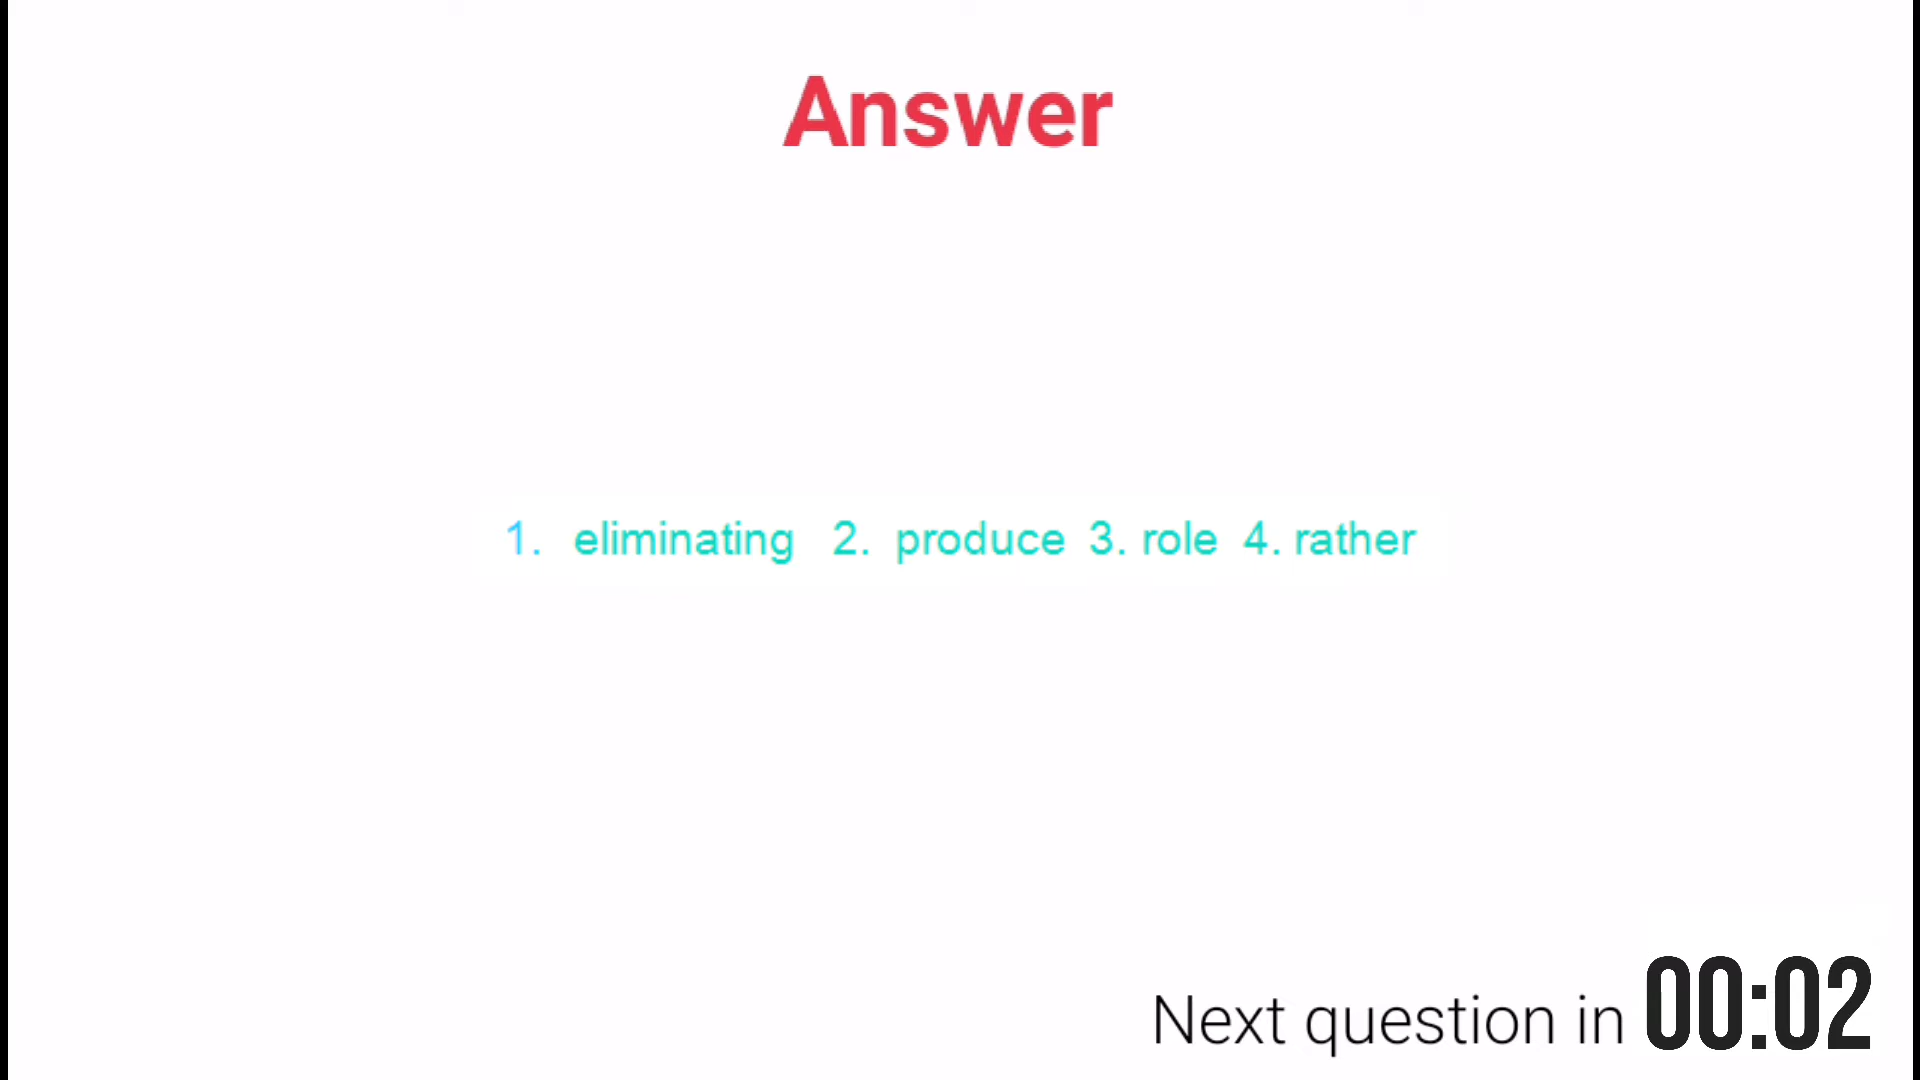 Answer
1. eliminating 2. produce 3. role 4. rather
Next question in 00:02